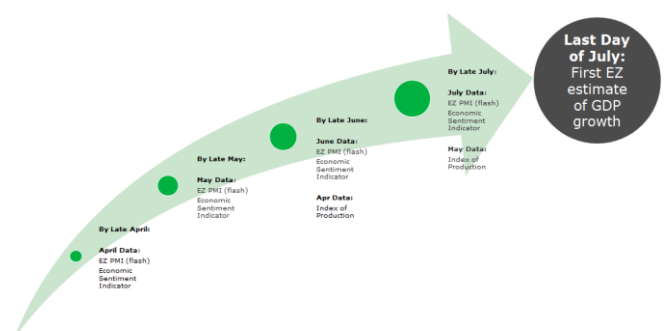 By Late April:
April Data:
EZ PMI (flash)
Economic
Sentiment
Indicator
By Late May:
May Data:
EZ PMI (flash)
Economic
Sentiment
Indicator
By Late June:
June Data:
EZ PMI (flash)
Economic
Sentiment
Indicator
Apr Data:
Index of
Production
By Late July:
July Data:
EZ PMI (flash)
Economic
Sentiment
Indicator
May Data:
Index of
Production
Last Day
of July:
First EZ
estimate
of GDP
growth